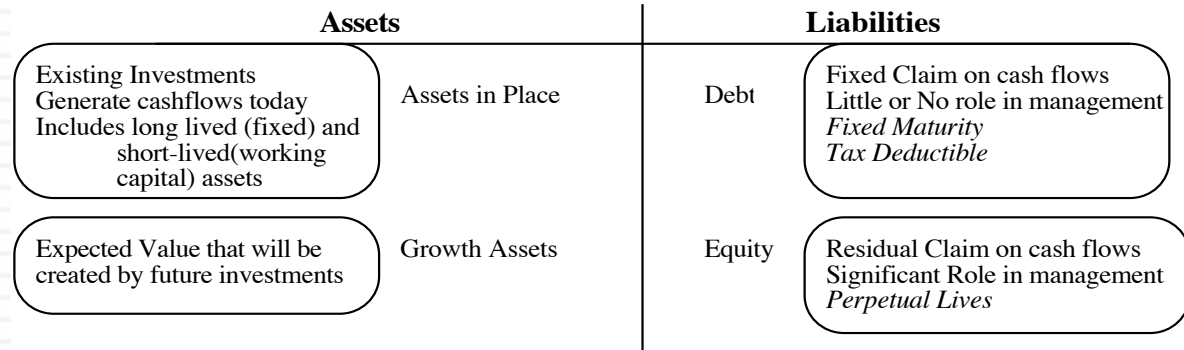 Assets
Liabilities
Existing Investments
Generate cashflows today
Includes long lived (fixed) and
short-lived(working
capital) assets
Assets in Place
Debt
Fixed Claim on cash flows
Little or No role in management
Fixed Maturity
Tax Deductible
Expected Value that will be
created by future investments
Growth Assets
Equity
Residual Claim on cash flows
Significant Role in management
Perpetual Lives